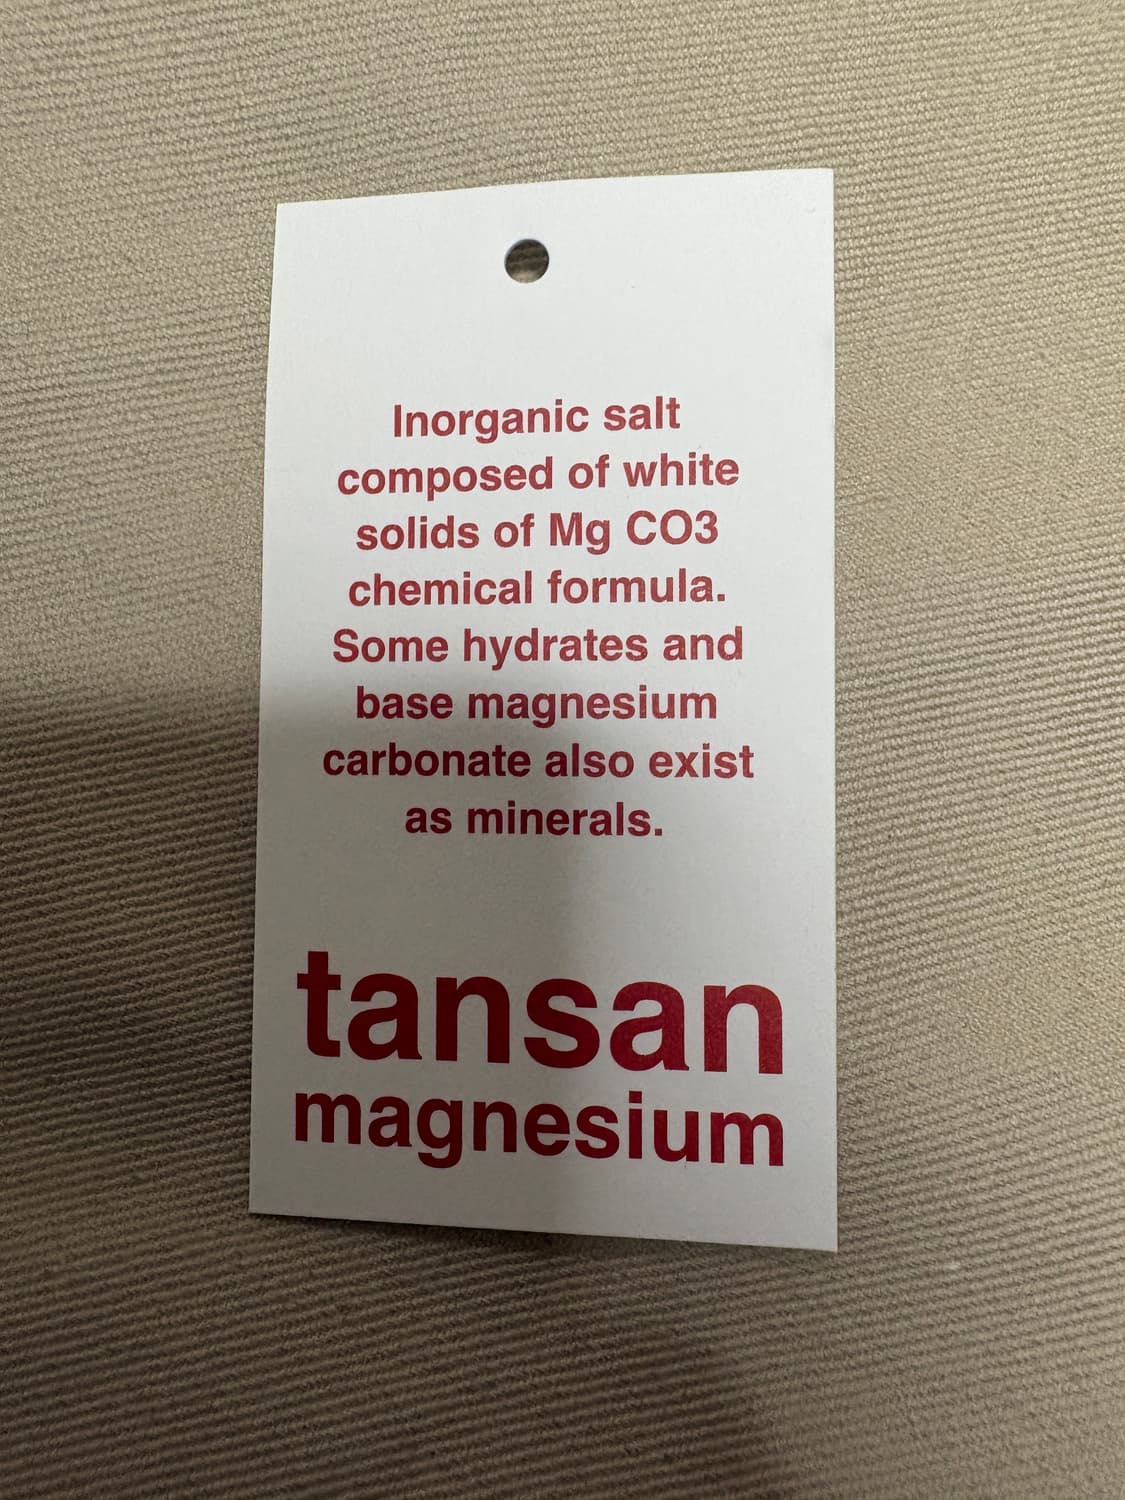 Inorganic salt
composed of white
solids of Mg CO3
chemical formula.
Some hydrates and
base magnesium
carbonate also exist
as minerals.
tansan
magnesium